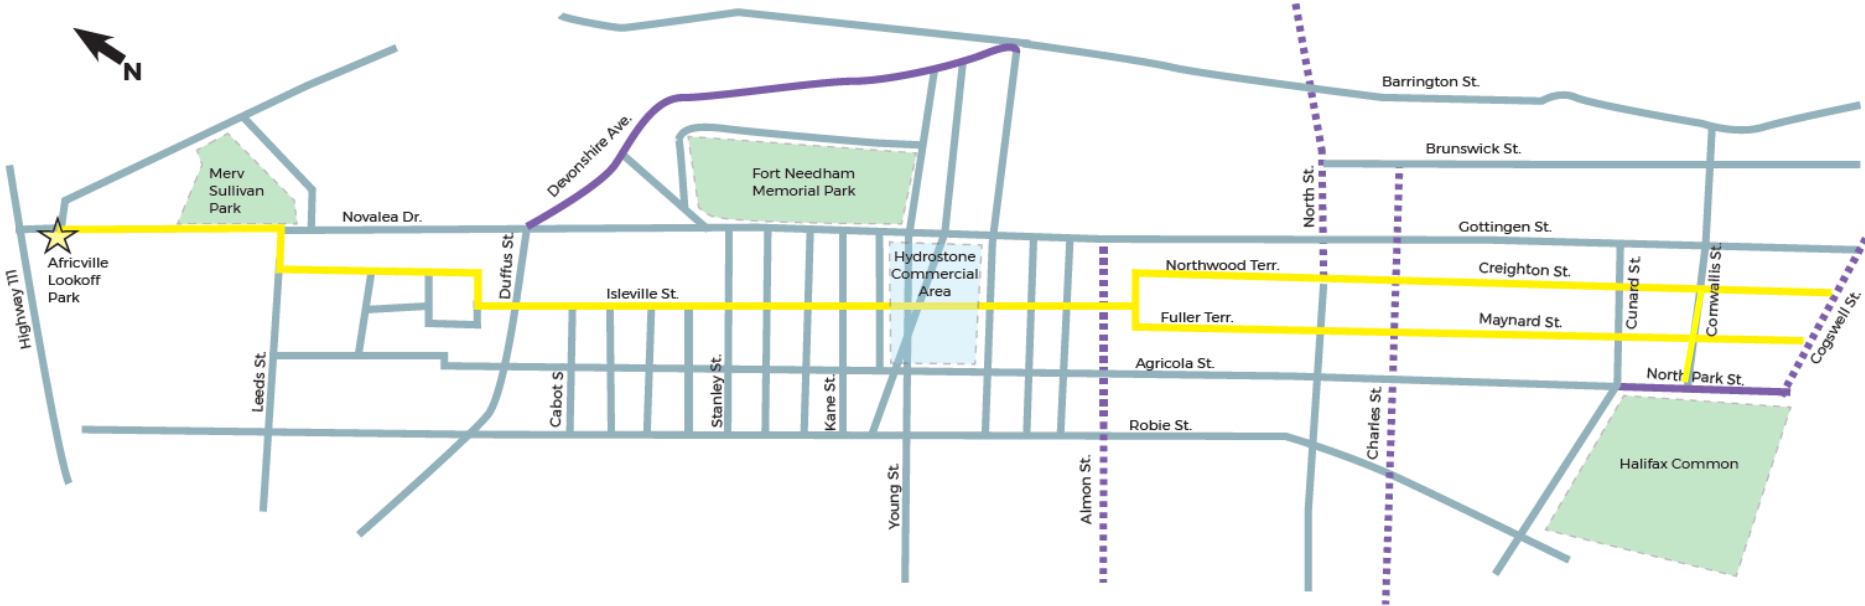 N
Barrington St.
Brunswick St.
Devonshire Ave.
Merv
Sullivan
Park
Fort Needham
Memorial Park
North St.
Novalea Dr.
Gottingen St.
Africville
Lookoff
Park
Highway 111
Duffus St.
Isleville St.
Hydrostone
Commercial
Area
Northwood Terr.
Creighton St.
Cunard St.
Cornwallis St.
Cogswell St.
Fuller Terr.
Maynard St.
Leeds St.
Cabot S
Stanley St.
Kane St.
Agricola St.
North Park St.
Charles St.
Robie St.
Young St.
Almon St.
Halifax Common